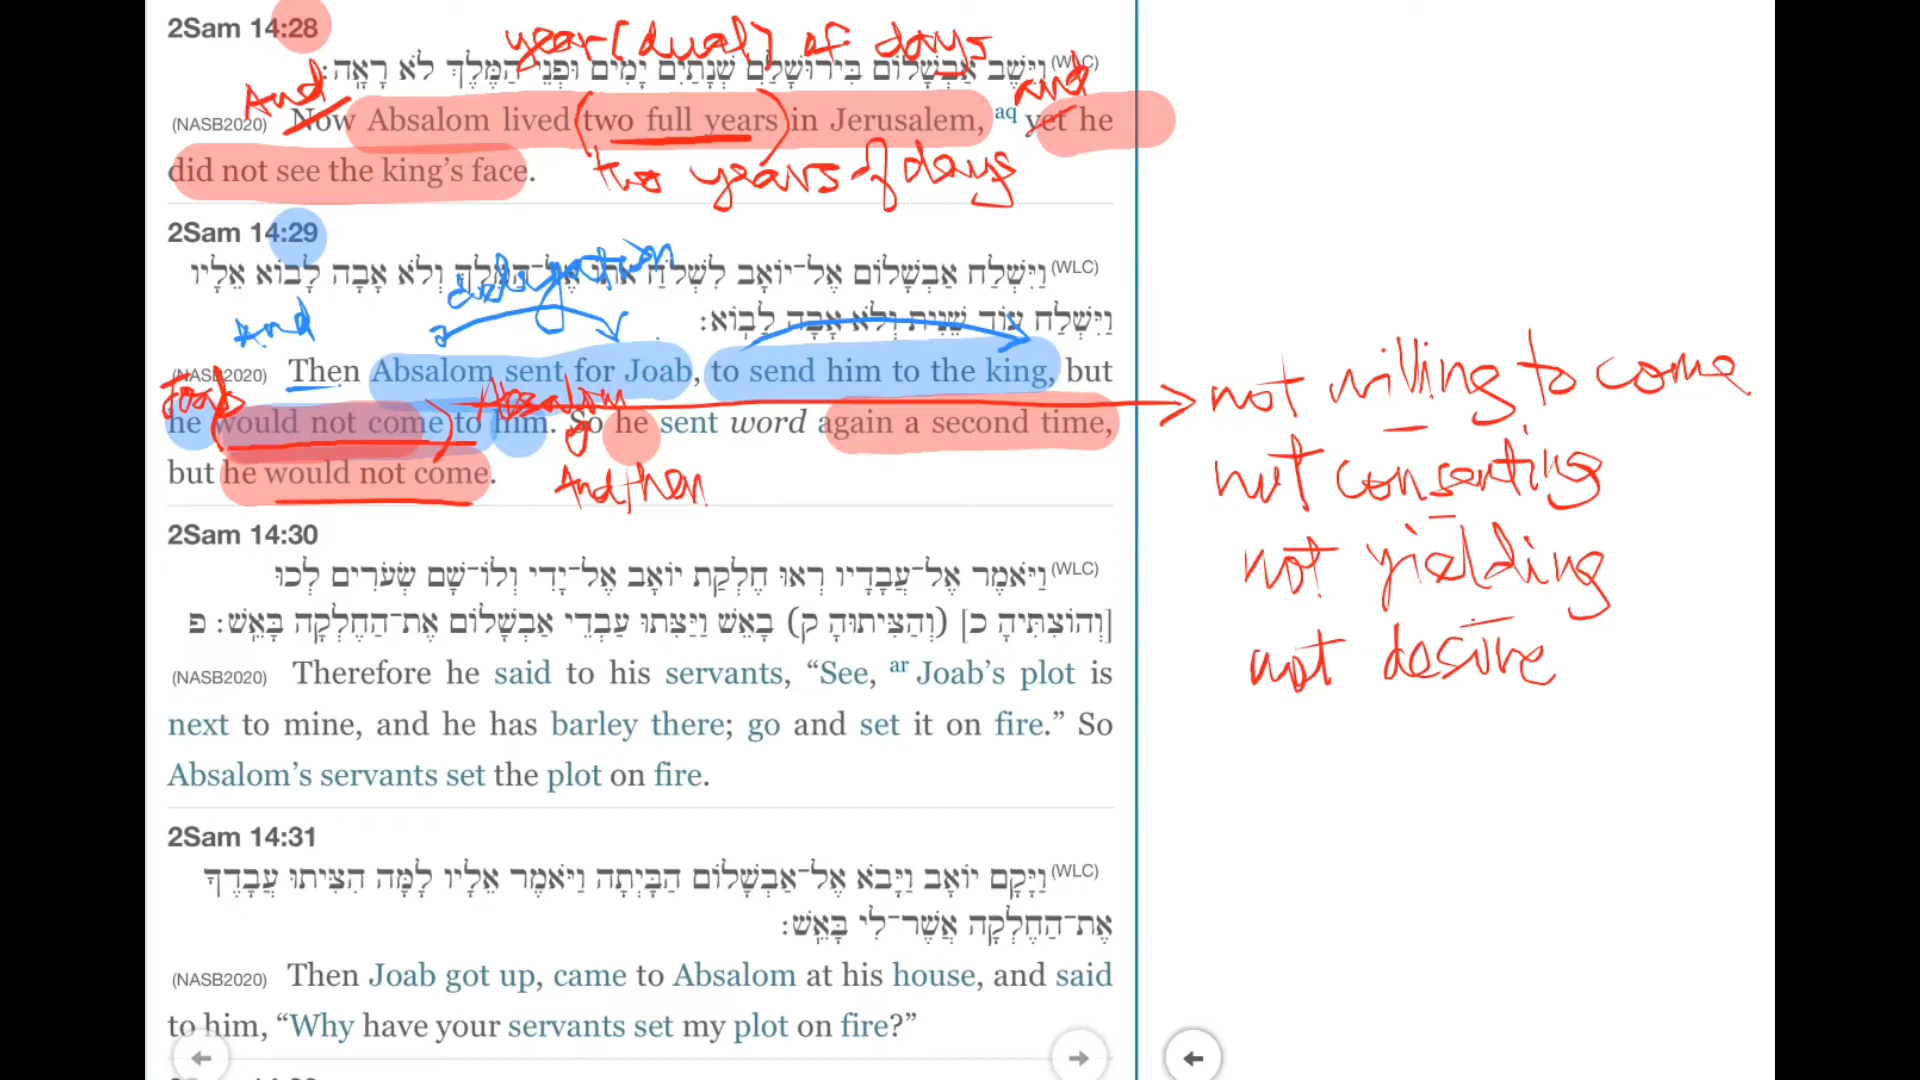 2Sam 14:28
year (dual) of days
(WLC) וַיֵּשֶׁב אַבְשָׁלוֹם בִּירוּשָׁלַ͏ִם שְׁנָתַיִם יָמִים וּפְנֵי הַמֶּלֶךְ לֹא רָאָה׃
And and
(NASB2020) Now Absalom lived (two full years) in Jerusalem, aq yet he
did not see the king’s face.
two years of days
2Sam 14:29
delegation
(WLC) וַיִּשְׁלַח אַבְשָׁלוֹם אֶל־יוֹאָב לִשְׁלֹחַ אֹתוֹ אֶל־הַמֶּלֶךְ וְלֹא אָבָה לָבוֹא אֵלָיו
וַיִּשְׁלַח עוֹד שֵׁנִית וְלֹא אָבָה לָבוֹא׃
And
(NASB2020) Then Absalom sent for Joab, to send him to the king, but
Joab Absalom
he (would not come) to him. So he sent word again a second time,
but he would not come.
And then
not willing to come
not consenting
not yielding
not desire
2Sam 14:30
(WLC) וַיֹּאמֶר אֶל־עֲבָדָיו רְאוּ חֶלְקַת יוֹאָב אֶל־יָדִי וְלוֹ־שָׁם שְׂעֹרִים לְכוּ
[וְהוֹצִתִּיהָ כ] (וְהַצִּיתוּהָ ק) בָאֵשׁ וַיַּצִּתוּ עַבְדֵי אַבְשָׁלוֹם אֶת־הַחֶלְקָה בָּאֵשׁ׃ פ
(NASB2020) Therefore he said to his servants, “See, ar Joab’s plot is
next to mine, and he has barley there; go and set it on fire.” So
Absalom’s servants set the plot on fire.
2Sam 14:31
(WLC) וַיָּקָם יוֹאָב וַיָּבֹא אֶל־אַבְשָׁלוֹם הַבָּיְתָה וַיֹּאמֶר אֵלָיו לָמָּה הִצִּיתוּ עֲבָדֶךָ
אֶת־הַחֶלְקָה אֲשֶׁר־לִי בָּאֵשׁ׃
(NASB2020) Then Joab got up, came to Absalom at his house, and said
to him, “Why have your servants set my plot on fire?”